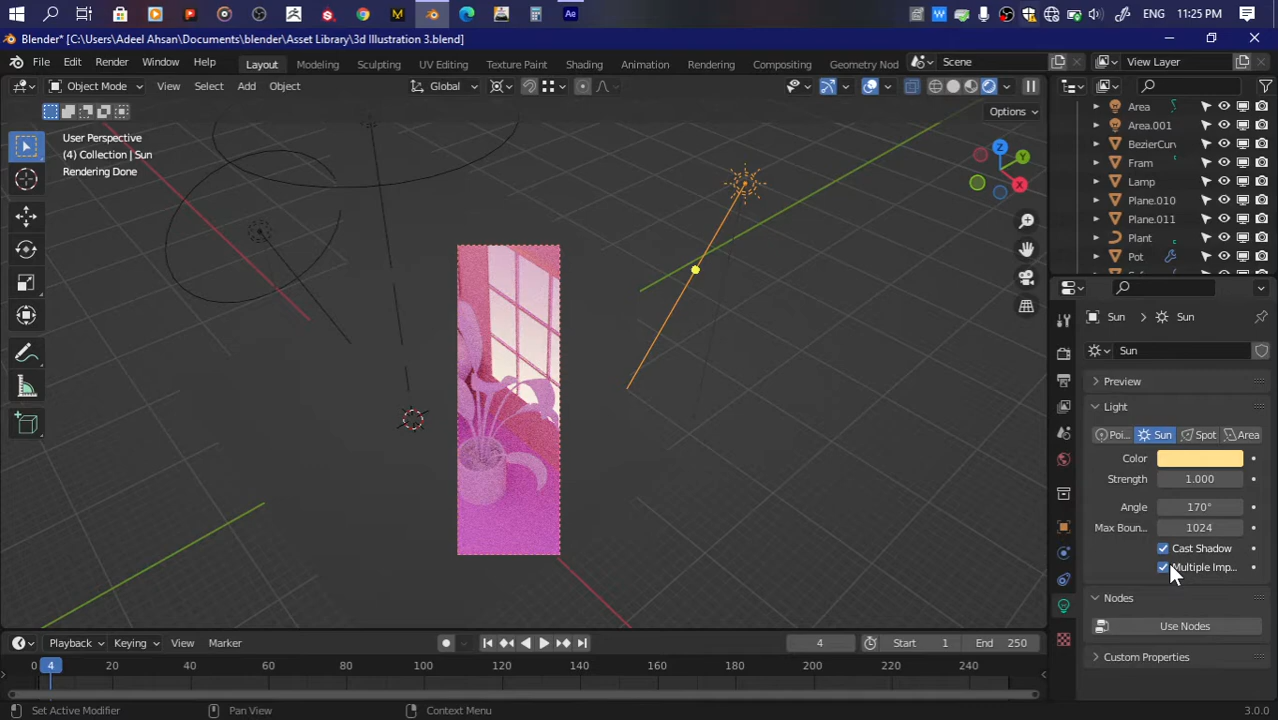 ENG 11:25 PM
Blender* [C:\Users\Adeel Ahsan\Documents\blender\Asset Library\3d Illustration 3.blend]
File Edit Render Window Help Layout Modeling Sculpting UV Editing Texture Paint Shading Animation Rendering Compositing Geometry Nod Scene View Layer
Object Mode View Select Add Object Global
Options
User Perspective
(4) Collection | Sun
Rendering Done
Z
Y
X
Area
Area.001
BezierCurv
Fram
Lamp
Plane.010
Plane.011
Plant
Pot
Sun Sun
Sun
Preview
Light
Poi... Sun Spot Area
Color
Strength 1.000
Angle 170°
Max Boun... 1024
Cast Shadow
Multiple Imp...
Nodes
Use Nodes
Custom Properties
Playback Keying View Marker 4 Start 1 End 250
0 4 20 40 60 80 100 120 140 160 180 200 220 240
Set Active Modifier Pan View Context Menu 3.0.0